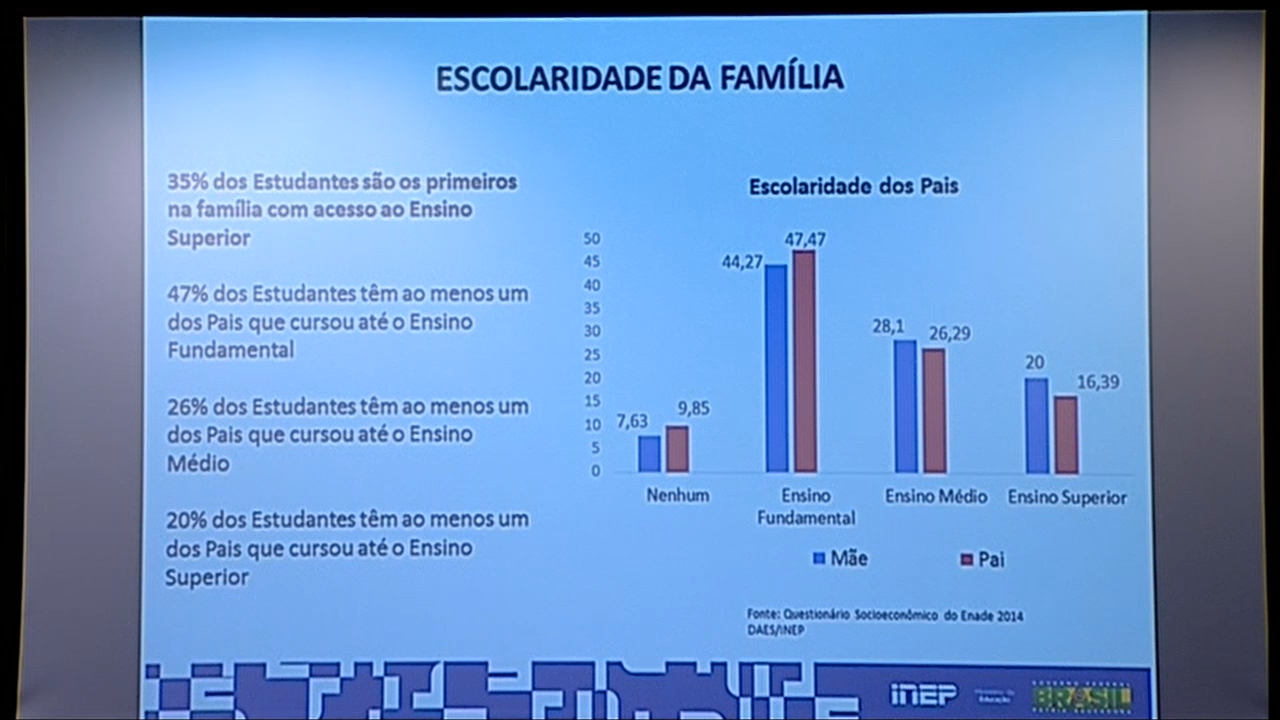 ESCOLARIDADE DA FAMÍLIA
35% dos Estudantes são os primeiros
na família com acesso ao Ensino
Superior
47% dos Estudantes têm ao menos um
dos Pais que cursou até o Ensino
Fundamental
26% dos Estudantes têm ao menos um
dos Pais que cursou até o Ensino
Médio
20% dos Estudantes têm ao menos um
dos Pais que cursou até o Ensino
Superior
Escolaridade dos Pais
50
45
40
35
30
25
20
15
10
5
0
7,63
9,85
44,27
47,47
28,1
26,29
20
16,39
Nenhum
Ensino
Fundamental
Ensino Médio
Ensino Superior
Mãe
Pai
Fonte: Questionário Socioeconômico do Enade 2014
DAES/INEP
INEP
Ministério da
Educação
GOVERNO FEDERAL
BRASIL